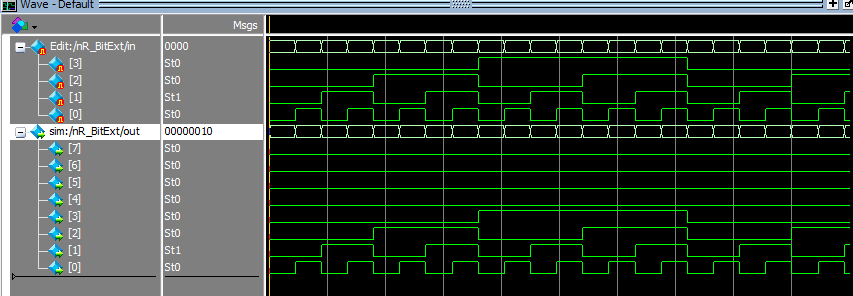 Wave - Default
Msgs
Edit:/nR_BitExt/in 0000
[3] St0
[2] St0
[1] St1
[0] St0
sim:/nR_BitExt/out 00000010
[7] St0
[6] St0
[5] St0
[4] St0
[3] St0
[2] St0
[1] St1
[0] St0